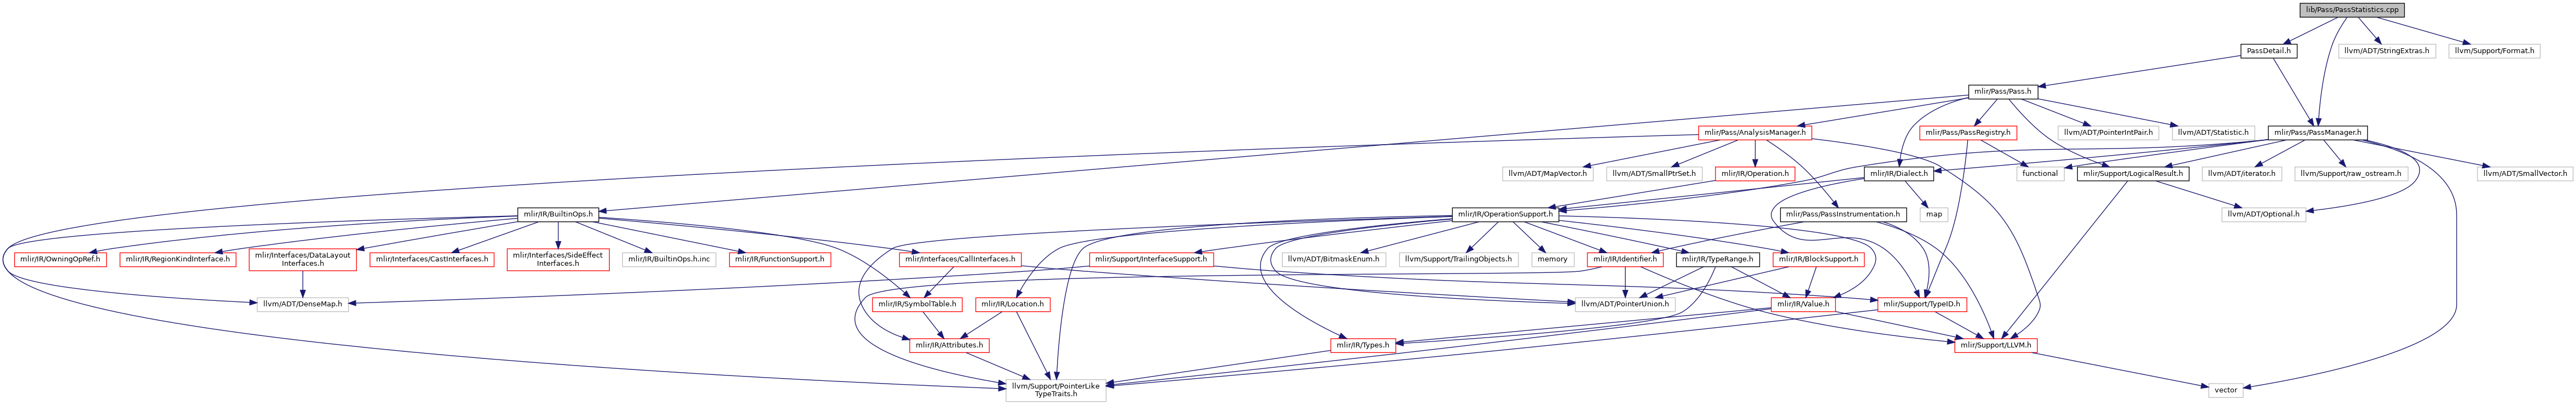 lib/Pass/PassStatistics.cpp
PassDetail.h
llvm/ADT/StringExtras.h
llvm/Support/Format.h
mlir/Pass/Pass.h
mlir/Pass/AnalysisManager.h
mlir/Pass/PassRegistry.h
llvm/ADT/PointerIntPair.h
llvm/ADT/Statistic.h
mlir/Pass/PassManager.h
llvm/ADT/MapVector.h
llvm/ADT/SmallPtrSet.h
mlir/IR/Operation.h
mlir/IR/Dialect.h
functional
mlir/Support/LogicalResult.h
llvm/ADT/iterator.h
llvm/Support/raw_ostream.h
llvm/ADT/SmallVector.h
mlir/IR/BuiltinOps.h
mlir/IR/OperationSupport.h
mlir/Pass/PassInstrumentation.h
map
llvm/ADT/Optional.h
mlir/IR/OwningOpRef.h
mlir/IR/RegionKindInterface.h
mlir/Interfaces/DataLayout
Interfaces.h
mlir/Interfaces/CastInterfaces.h
mlir/Interfaces/SideEffect
Interfaces.h
mlir/IR/BuiltinOps.h.inc
mlir/IR/FunctionSupport.h
mlir/Interfaces/CallInterfaces.h
mlir/Support/InterfaceSupport.h
llvm/ADT/BitmaskEnum.h
llvm/Support/TrailingObjects.h
memory
mlir/IR/Identifier.h
mlir/IR/TypeRange.h
mlir/IR/BlockSupport.h
llvm/ADT/DenseMap.h
mlir/IR/SymbolTable.h
mlir/IR/Location.h
llvm/ADT/PointerUnion.h
mlir/IR/Value.h
mlir/Support/TypeID.h
mlir/IR/Attributes.h
mlir/IR/Types.h
mlir/Support/LLVM.h
llvm/Support/PointerLike
TypeTraits.h
vector